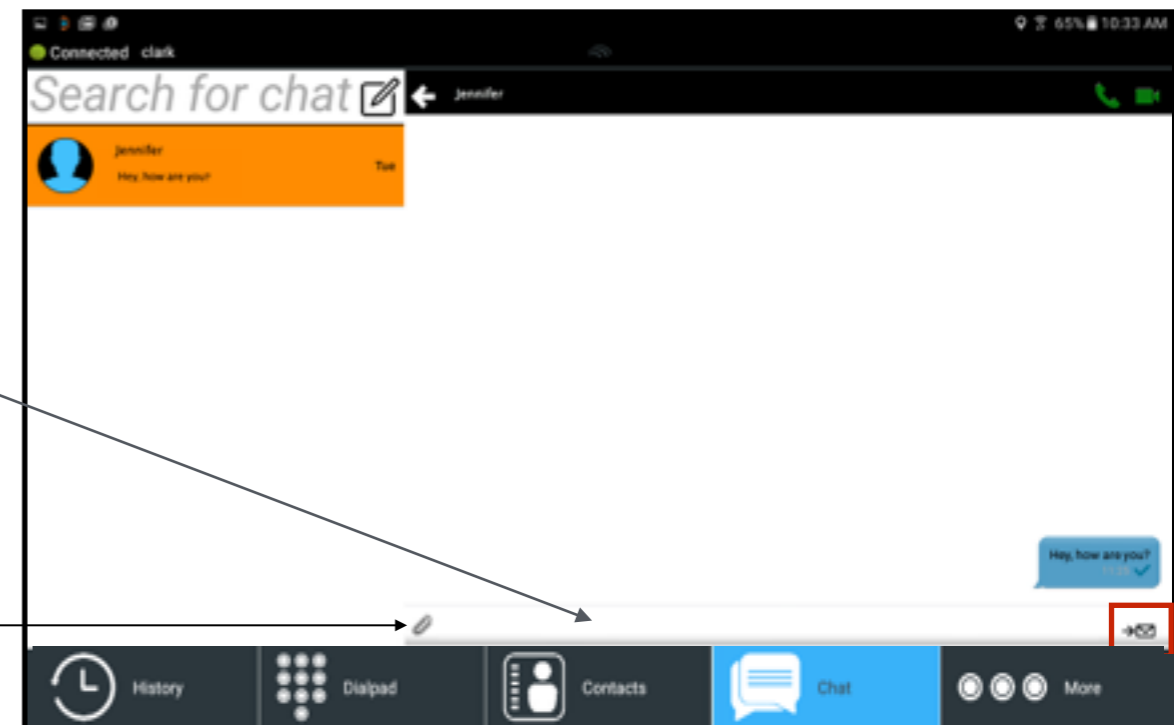 65% 10:33 AM
Connected clark
Search for chat
Jennifer
Jennifer
Hey, how are you?
Tue
Hey, how are you?
History
Dialpad
Contacts
Chat
More